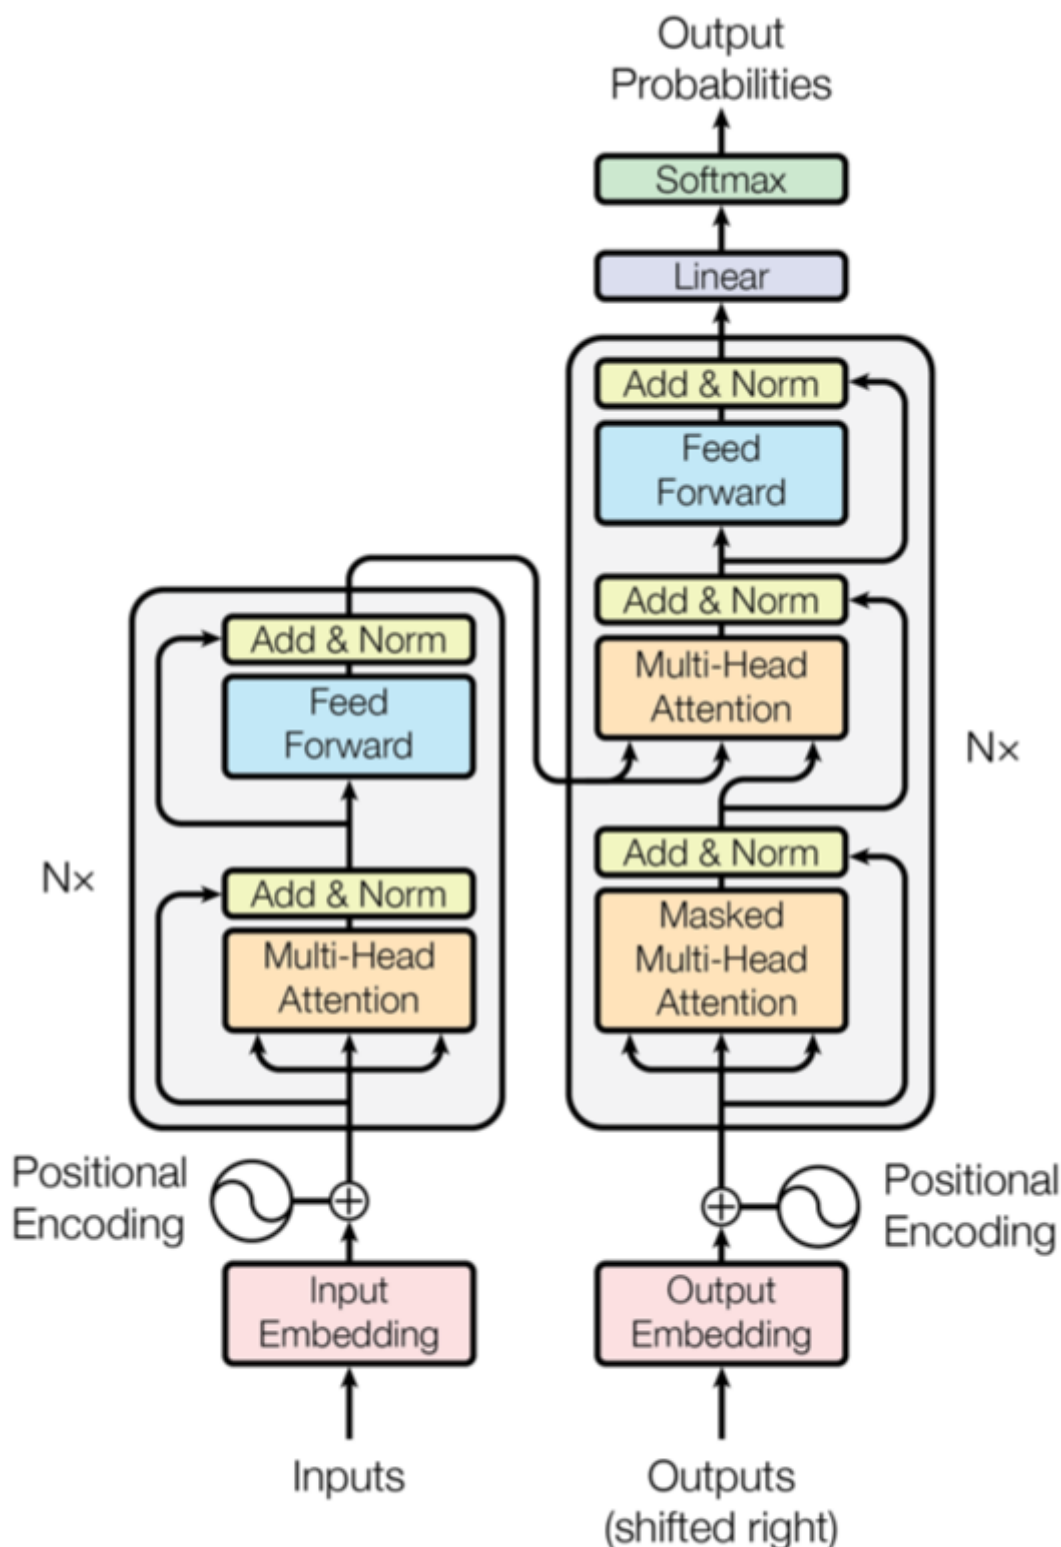 Output
Probabilities
Softmax
Linear
Add & Norm
Feed
Forward
Add & Norm
Multi-Head
Attention
Add & Norm
Masked
Multi-Head
Attention
Nx
Add & Norm
Feed
Forward
Add & Norm
Multi-Head
Attention
Nx
Positional
Encoding
Positional
Encoding
Input
Embedding
Output
Embedding
Inputs
Outputs
(shifted right)